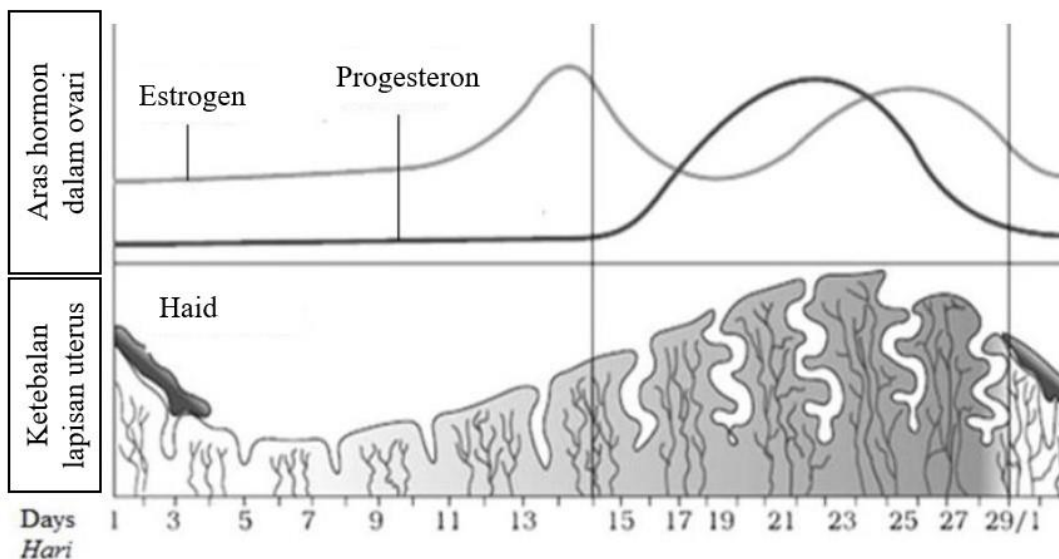 Aras hormon
dalam ovari
Estrogen
Progesteron
Ketebalan
lapisan uterus
Haid
Days 1 3 5 7 9 11 13 15 17 19 21 23 25 27 29/1
Hari